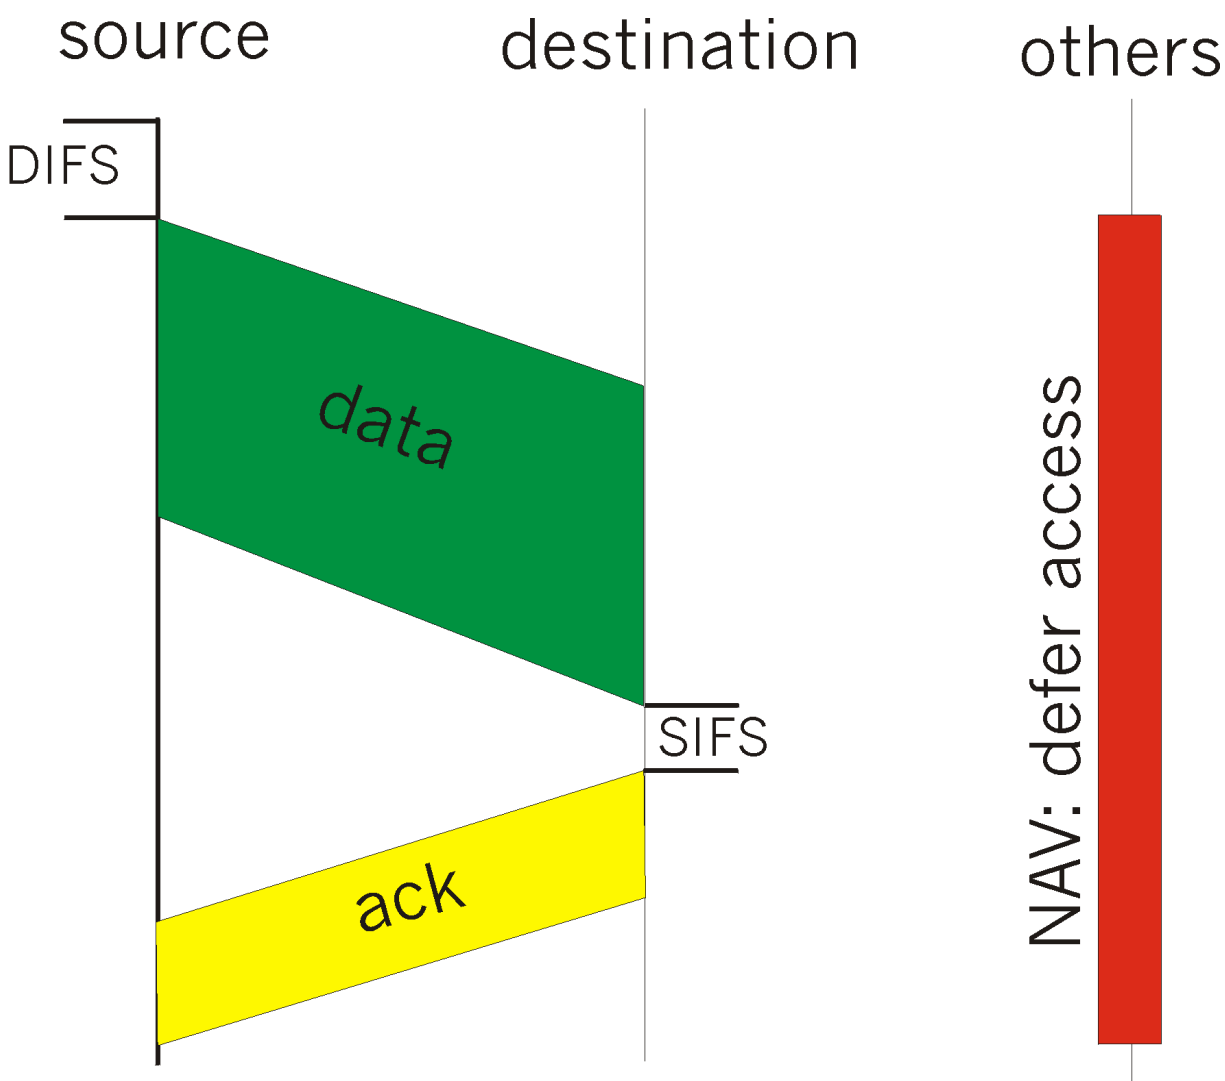 source
destination
others
DIFS
data
SIFS
ack
NAV: defer access